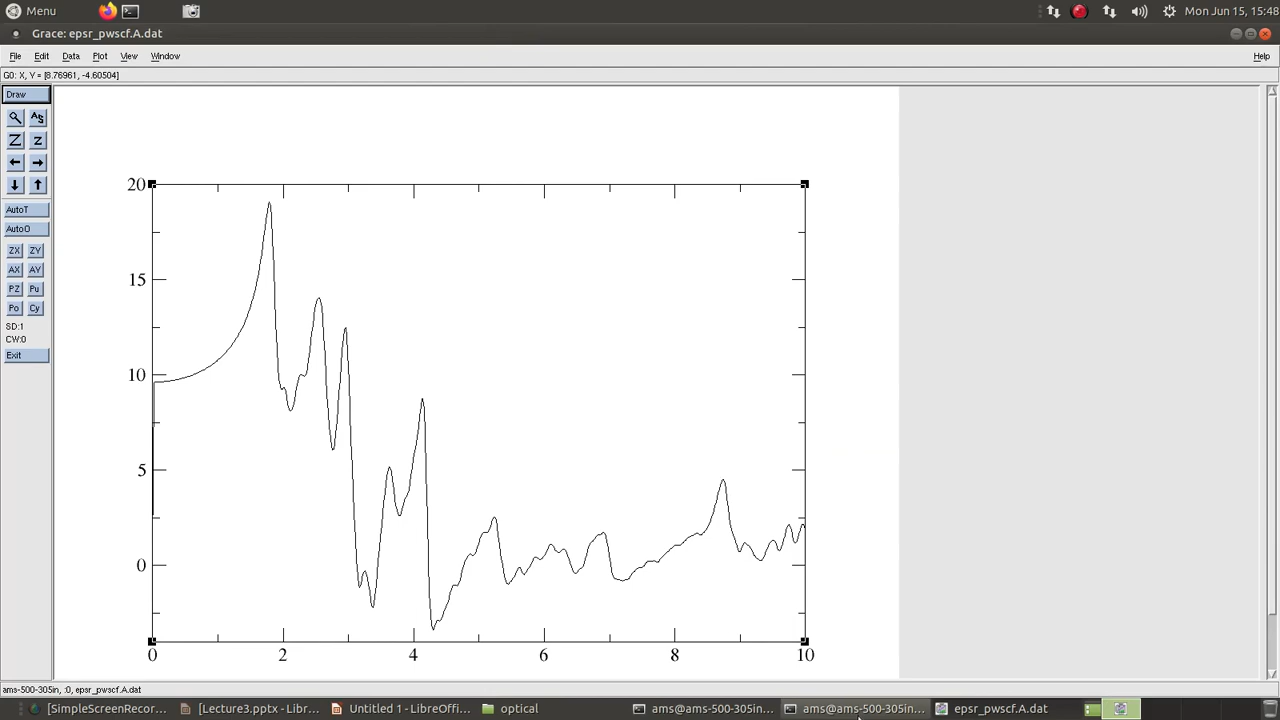 Menu
Mon Jun 15, 15:48
Grace: epsr_pwscf.A.dat
File Edit Data Plot View Window Help
G0: X, Y = [8.76961, -4.60504]
Draw
AS
Z z
AutoT
AutoO
ZX ZY
AX AY
PZ Pu
Po Cy
SD:1
CW:0
Exit
20
15
10
5
0
0 2 4 6 8 10
ams-500-305in, :0, epsr_pwscf.A.dat
[SimpleScreenRecor... [Lecture3.pptx - Libr... Untitled 1 - LibreOffi... optical ams@ams-500-305in... ams@ams-500-305in... epsr_pwscf.A.dat